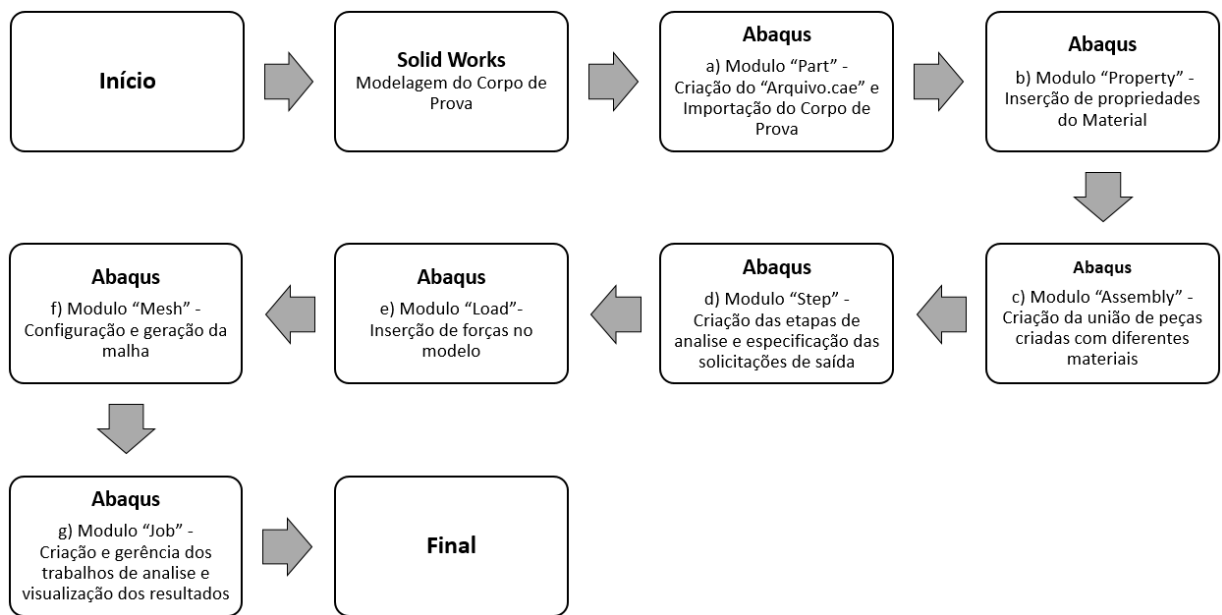 Início
Solid Works
Modelagem do Corpo de
Prova
Abaqus
a) Modulo “Part” -
Criação do “Arquivo.cae” e
Importação do Corpo de
Prova
Abaqus
b) Modulo “Property” -
Inserção de propriedades
do Material
Abaqus
c) Modulo “Assembly” -
Criação da união de peças
criadas com diferentes
materiais
Abaqus
d) Modulo “Step” -
Criação das etapas de
analise e especificação das
solicitações de saída
Abaqus
e) Modulo “Load”-
Inserção de forças no
modelo
Abaqus
f) Modulo “Mesh” -
Configuração e geração da
malha
Abaqus
g) Modulo “Job” -
Criação e gerência dos
trabalhos de analise e
visualização dos resultados
Final